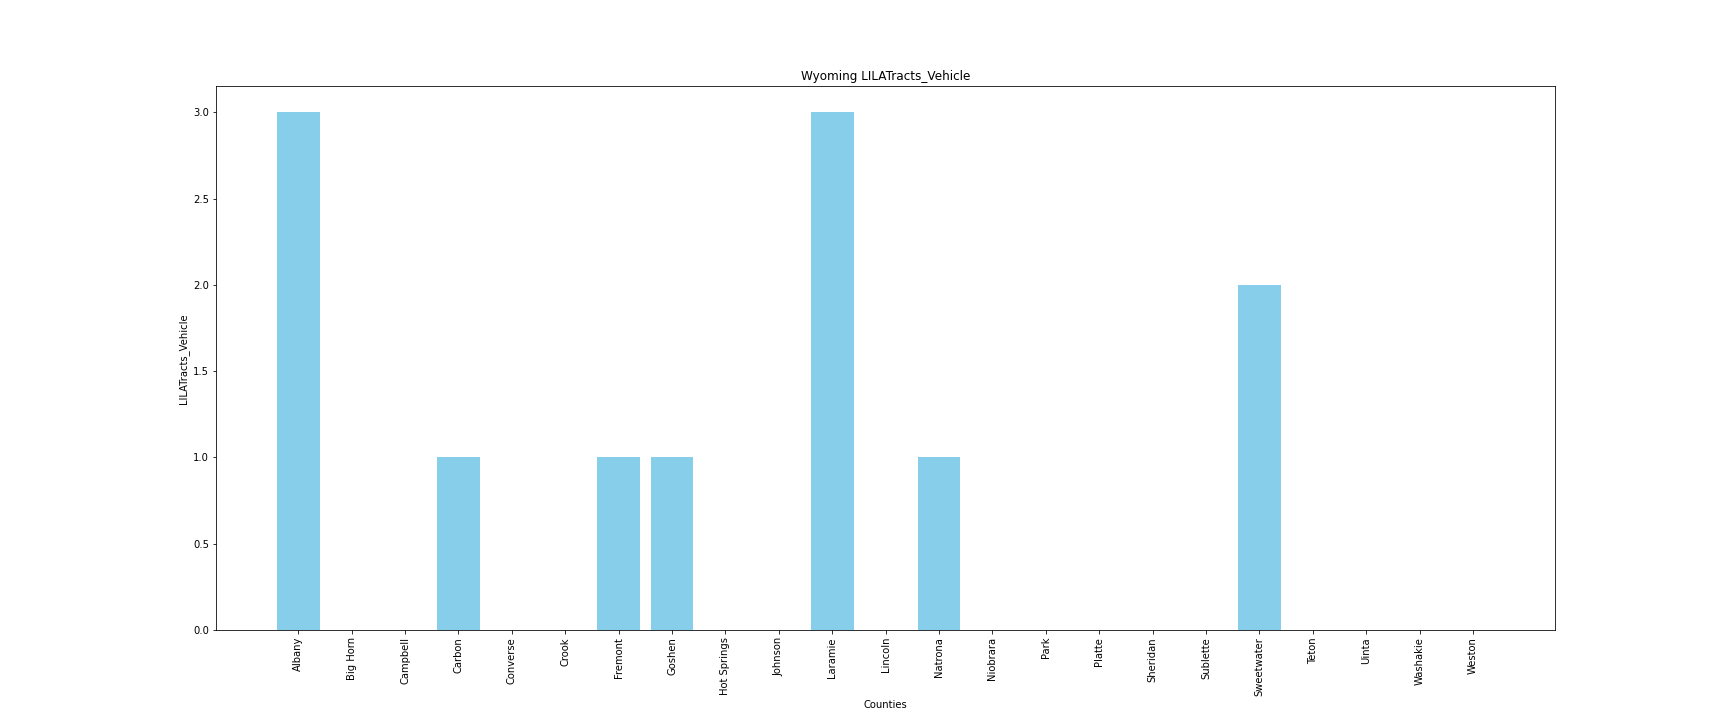 Wyoming LILATracts_Vehicle
3.0
2.5
2.0
1.5
1.0
0.5
0.0
LILATracts_Vehicle
Albany
Big Horn
Campbell
Carbon
Converse
Crook
Fremont
Goshen
Hot Springs
Johnson
Laramie
Lincoln
Natrona
Niobrara
Park
Platte
Sheridan
Sublette
Sweetwater
Teton
Uinta
Washakie
Weston
Counties